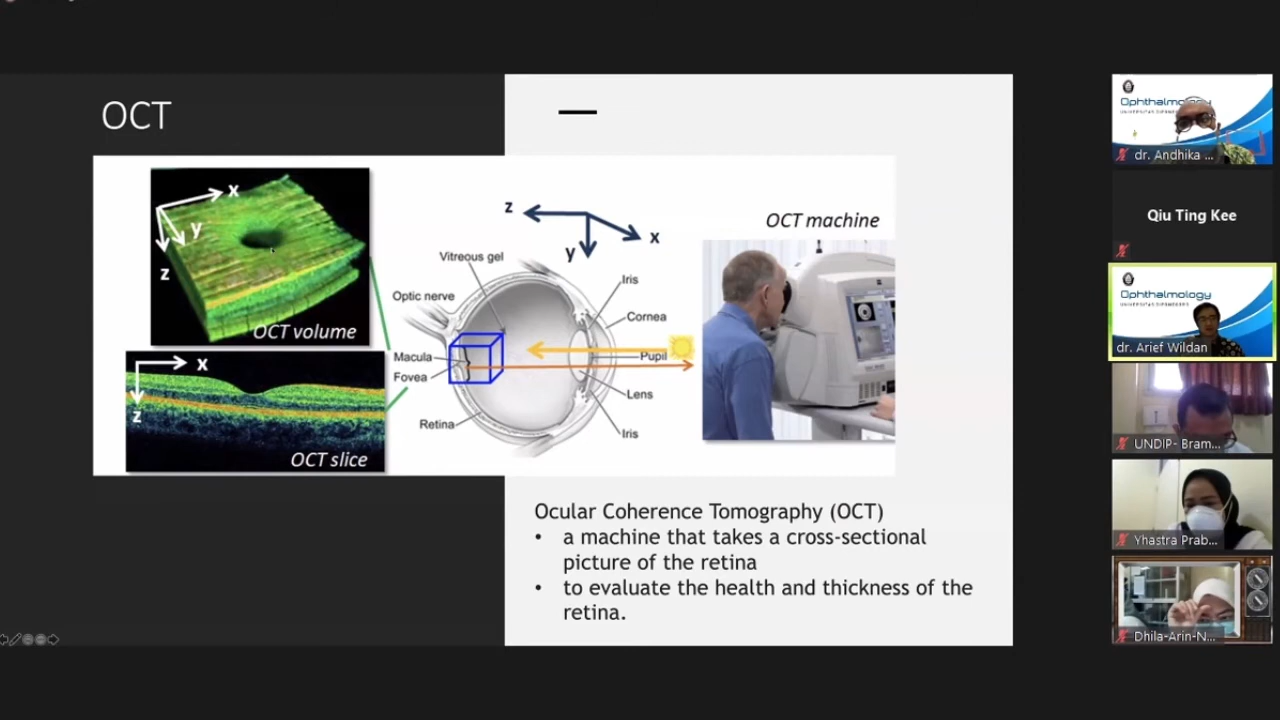 OCT
x
y
z
OCT volume
x
z
OCT slice
z
y
x
OCT machine
Vitreous gel
Optic nerve
Macula
Fovea
Retina
Iris
Cornea
Pupil
Lens
Iris
Ocular Coherence Tomography (OCT)
• a machine that takes a cross-sectional
picture of the retina
• to evaluate the health and thickness of the
retina.
Ophthalmology
dr. Andhika ...
Qiu Ting Kee
Ophthalmology
dr. Arief Wildan
UNDIP- Bram...
Yhastra Prab...
Dhila-Arin-N...